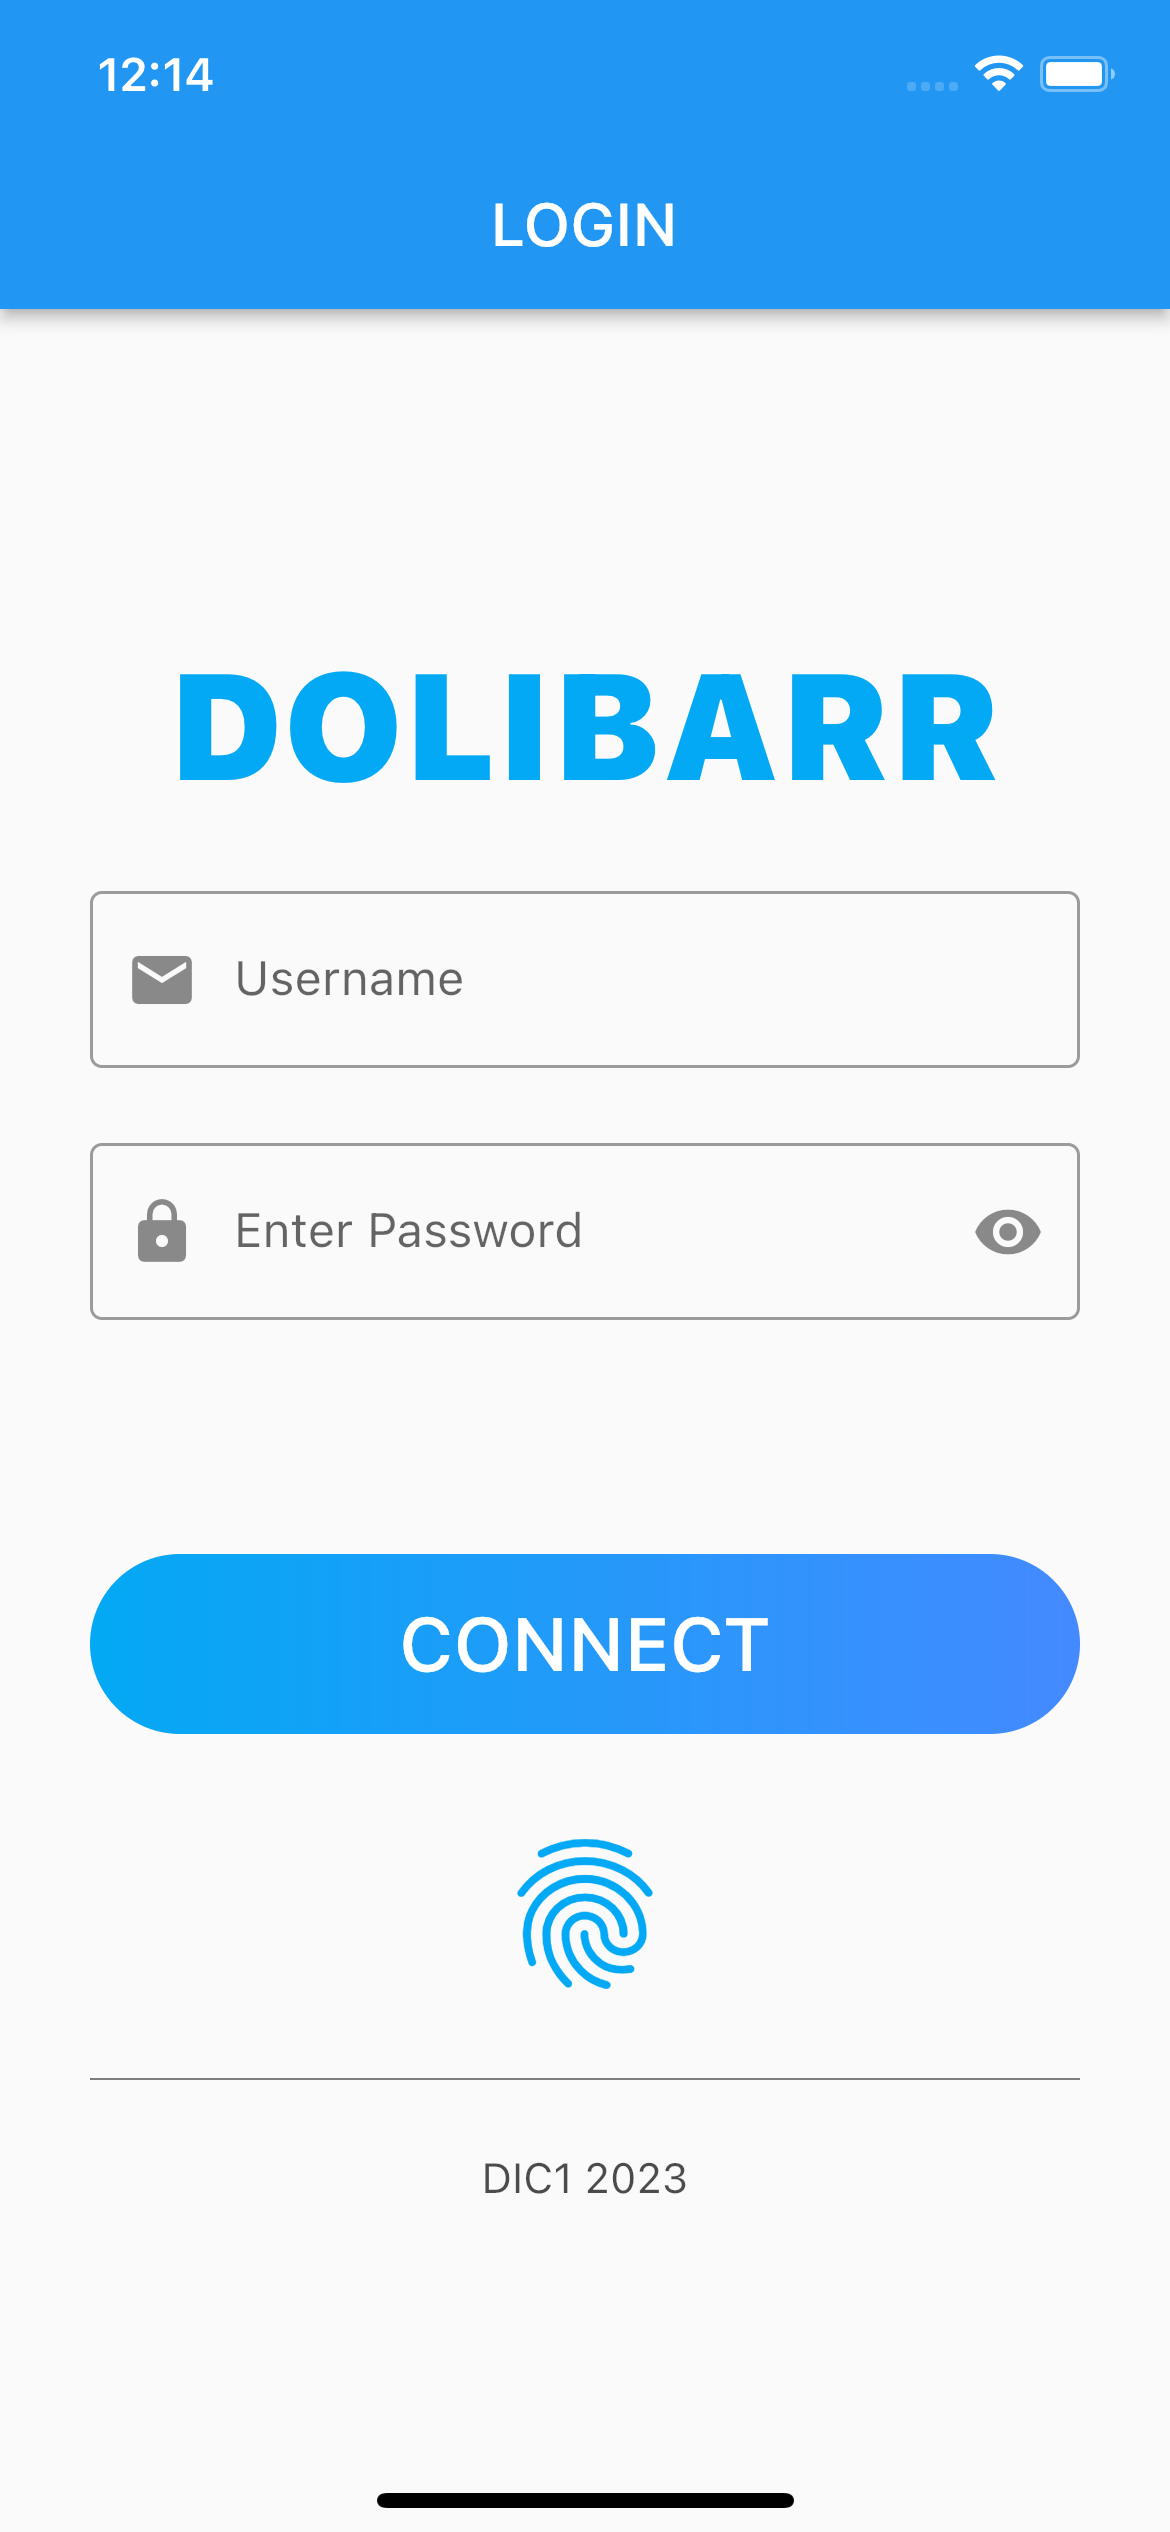 12:14
LOGIN
DOLIBARR
Username
Enter Password
CONNECT
DIC1 2023